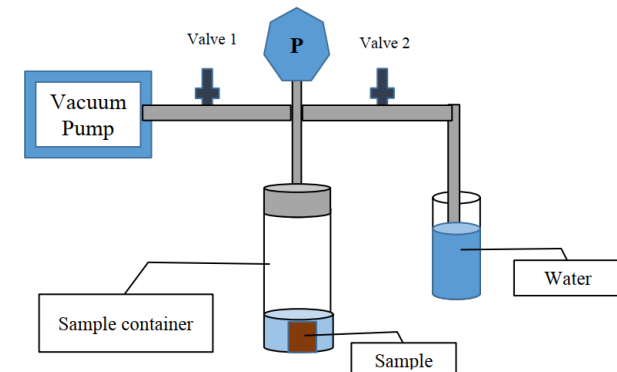 Valve 1
P
Valve 2
Vacuum
Pump
Water
Sample container
Sample